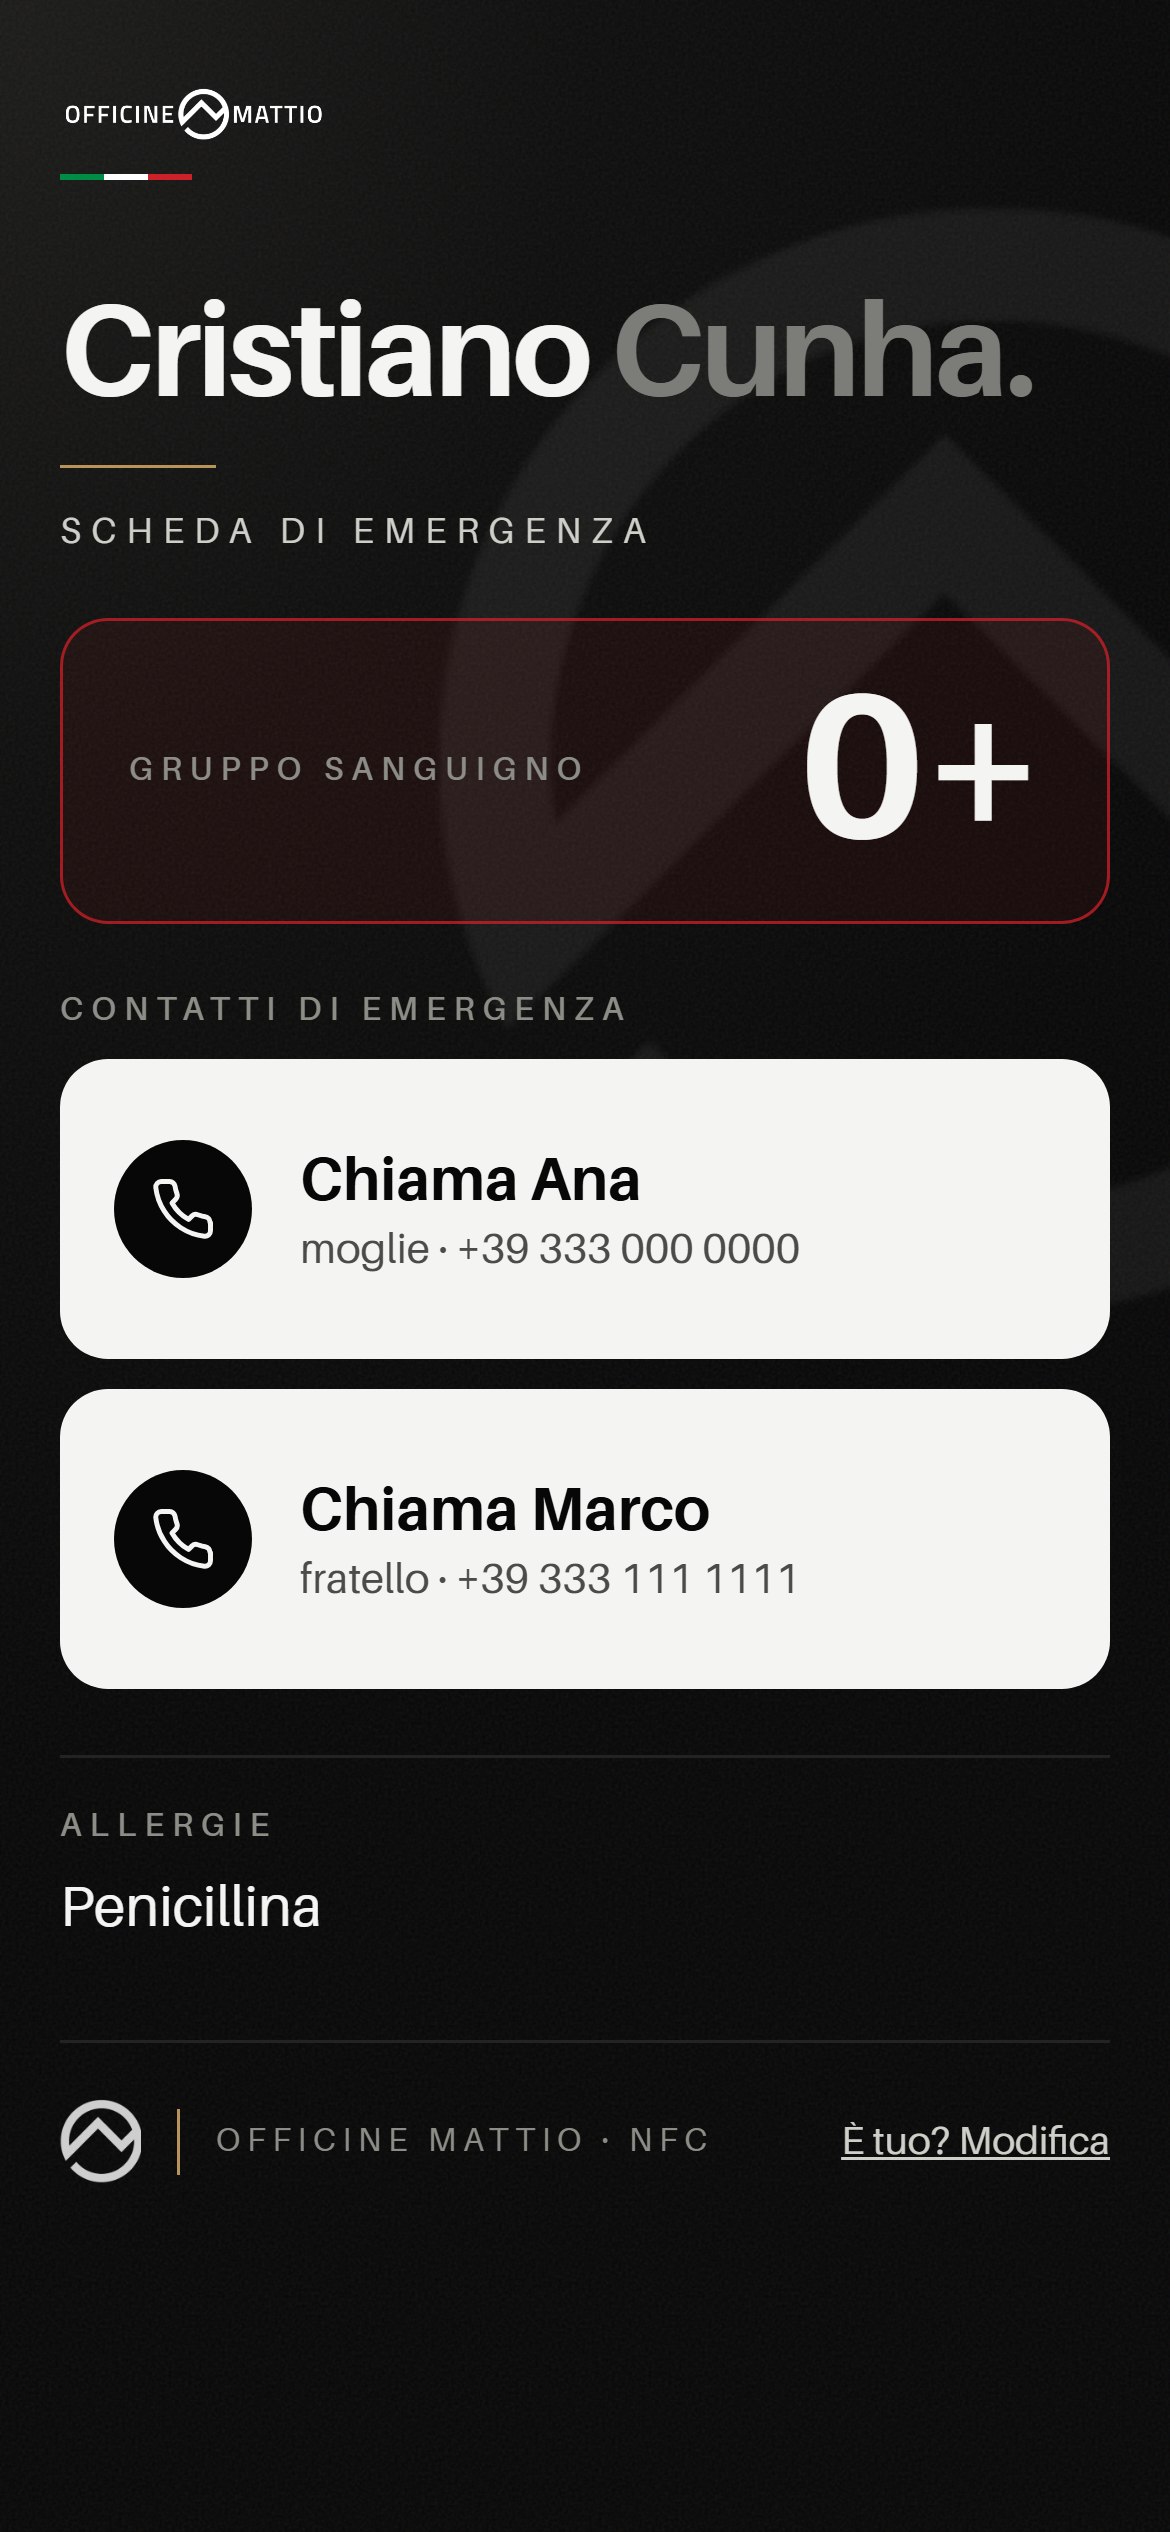 OFFICINE MATTIO
Cristiano Cunha.
SCHEDA DI EMERGENZA
GRUPPO SANGUIGNO 0+
CONTATTI DI EMERGENZA
Chiama Ana
moglie · +39 333 000 0000
Chiama Marco
fratello · +39 333 111 1111
ALLERGIE
Penicillina
OFFICINE MATTIO · NFC È tuo? Modifica